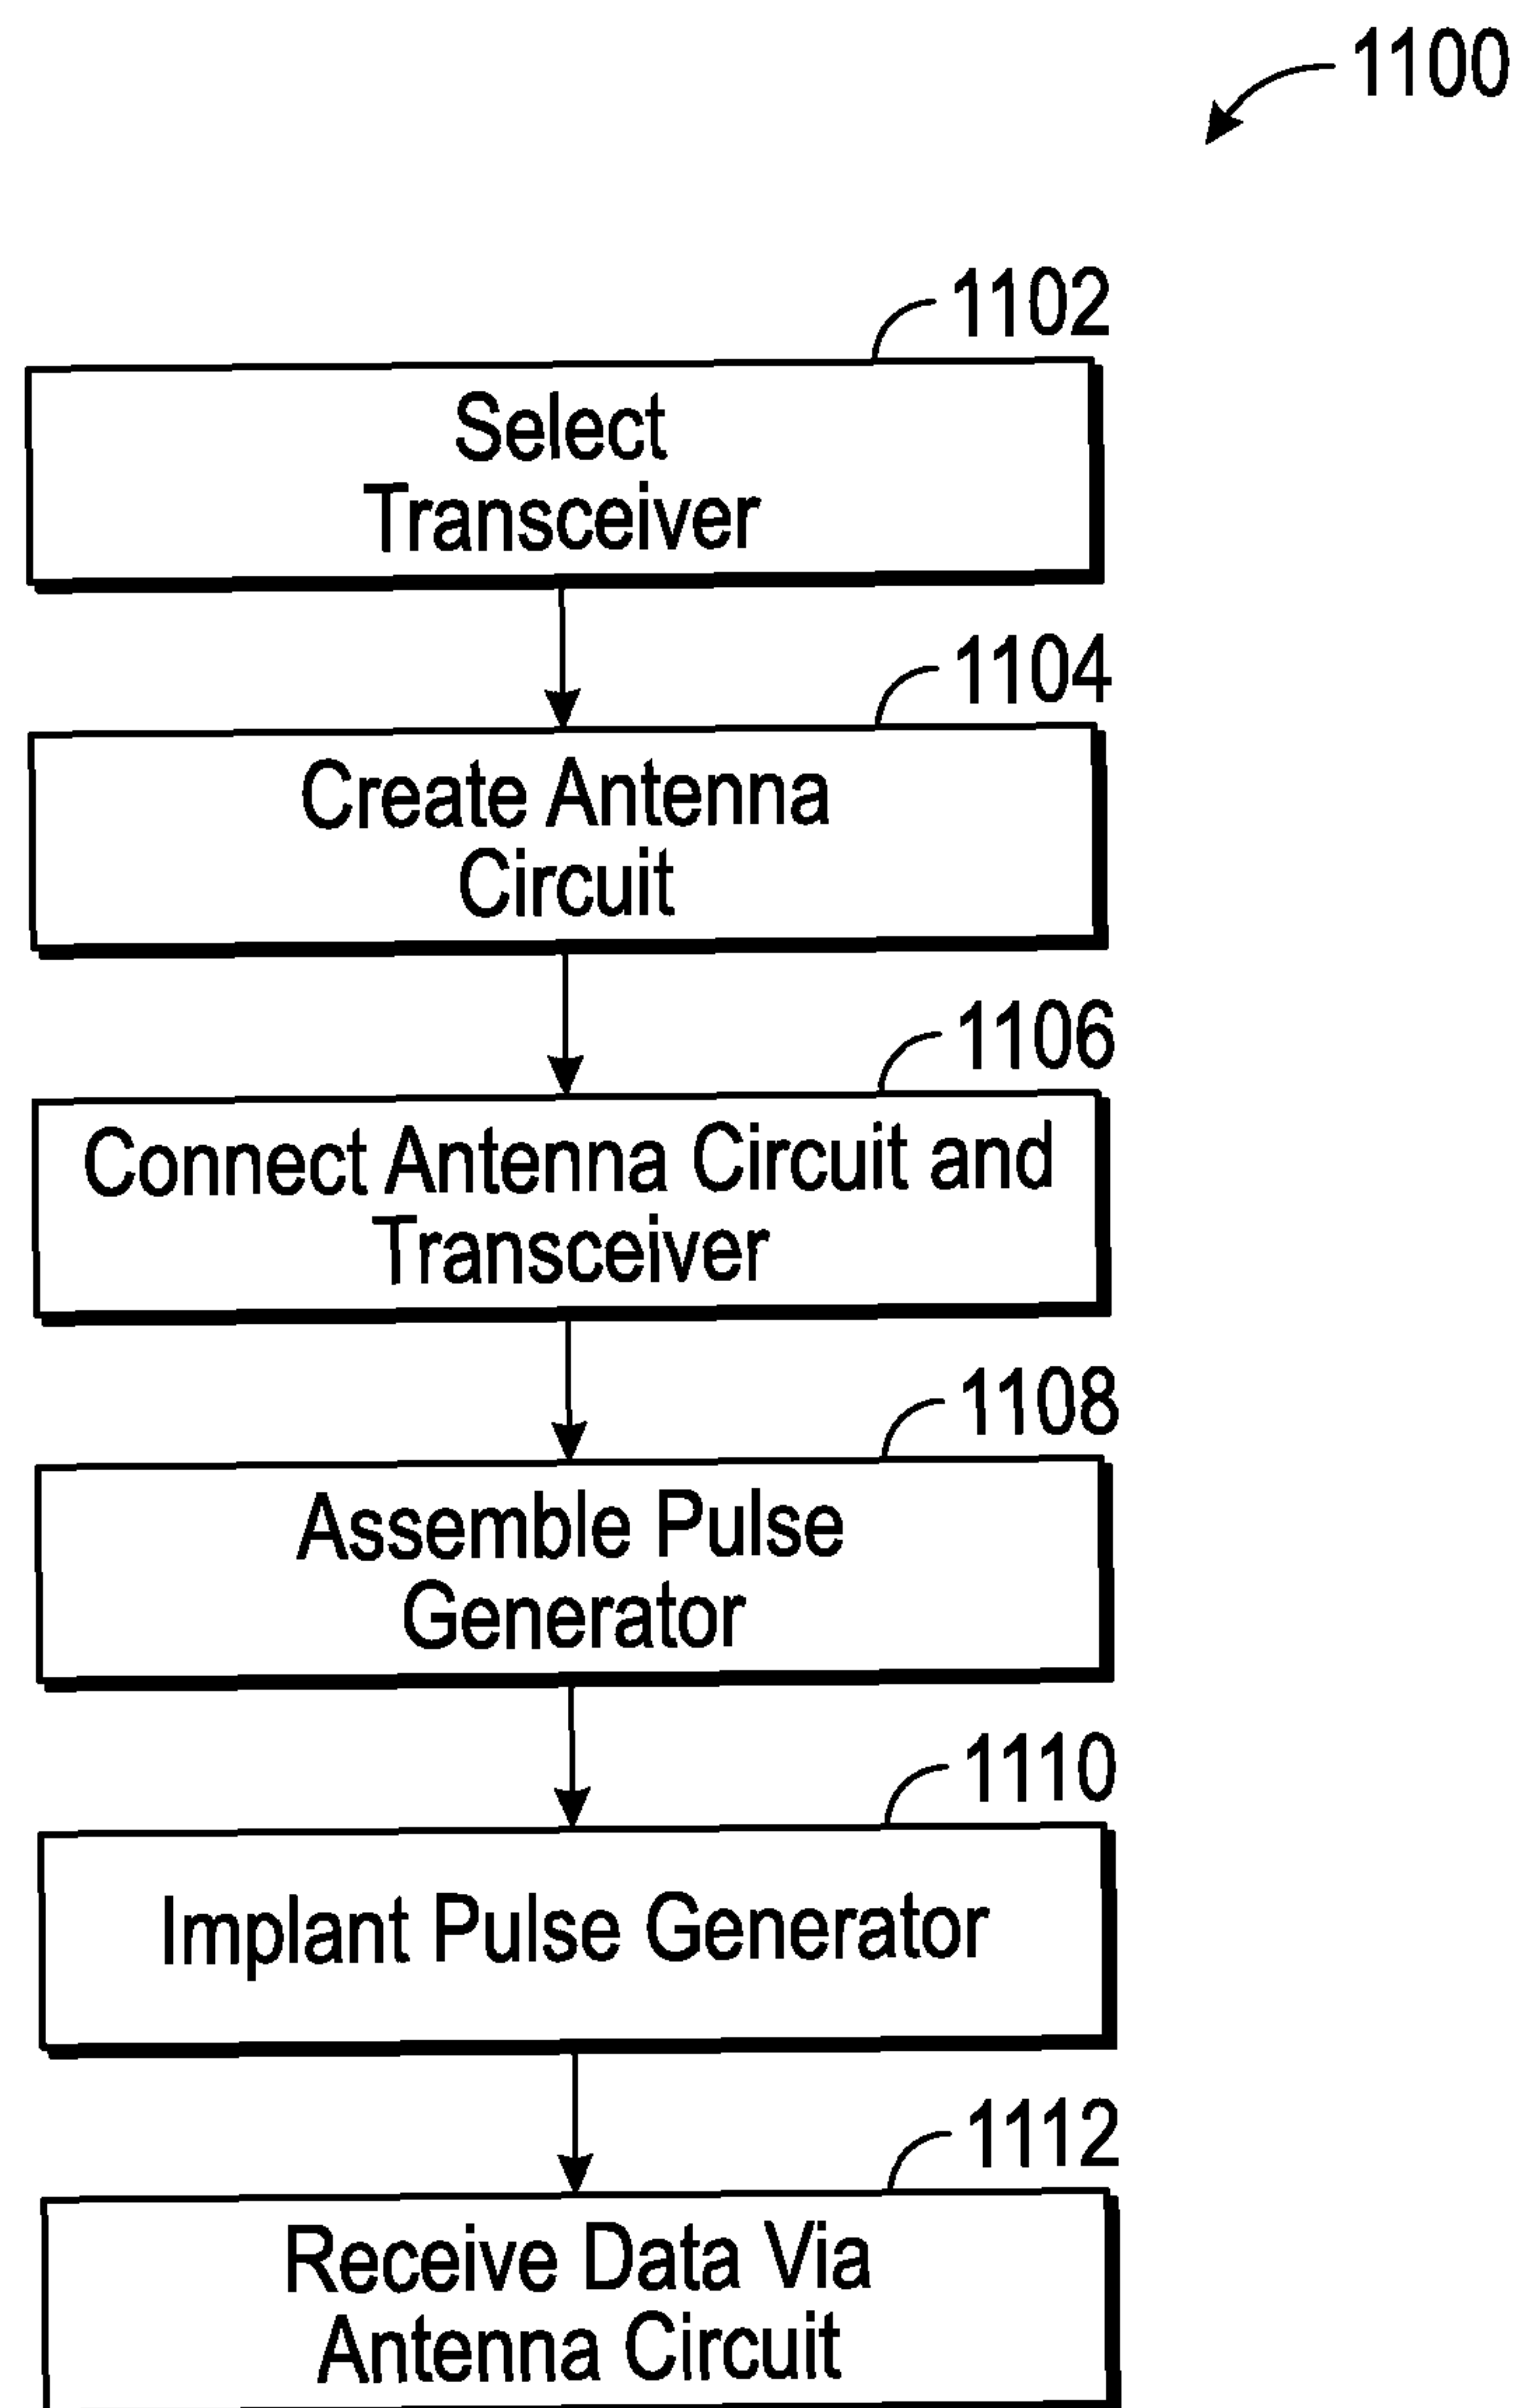 1100
1102
Select
Transceiver
1104
Create Antenna
Circuit
1106
Connect Antenna Circuit and
Transceiver
1108
Assemble Pulse
Generator
1110
Implant Pulse Generator
1112
Receive Data Via
Antenna Circuit